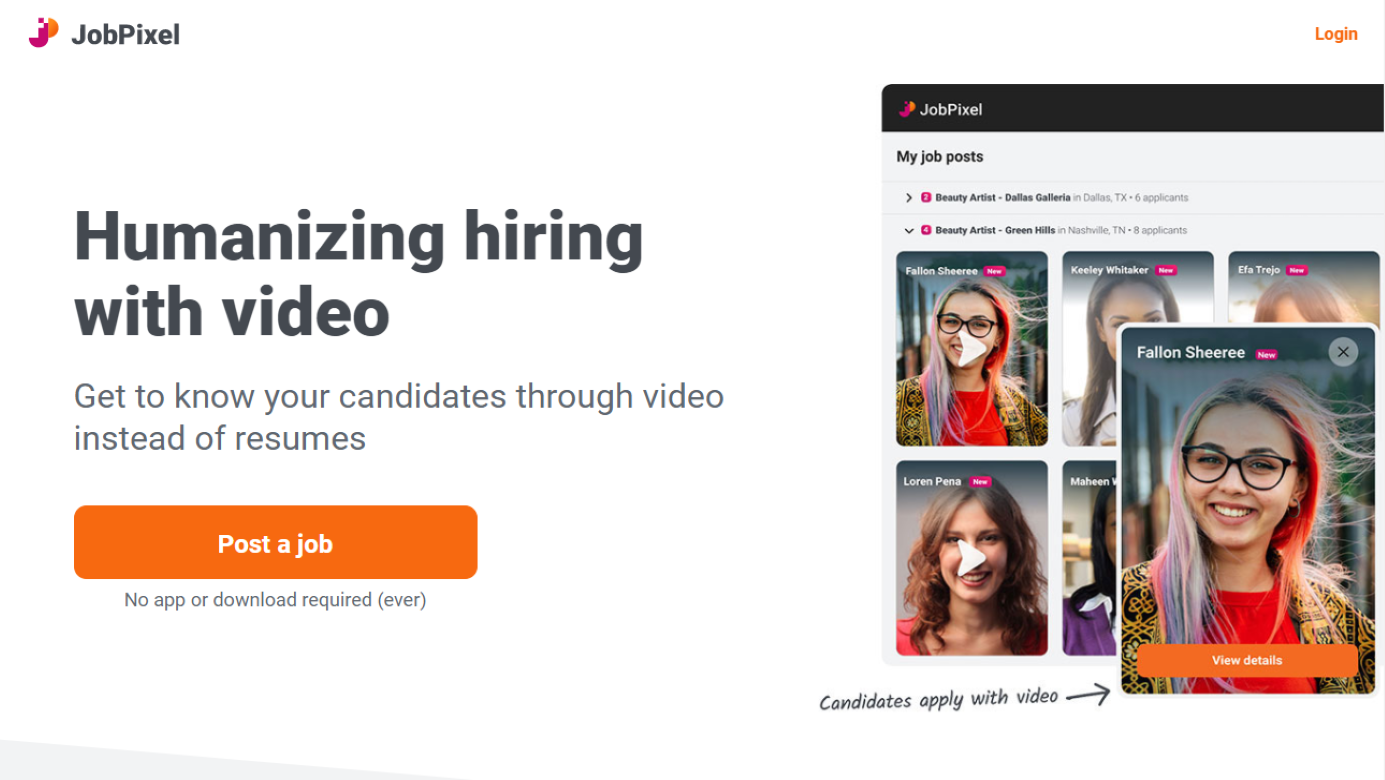 JobPixel
Login
Humanizing hiring
with video
Get to know your candidates through video
instead of resumes
Post a job
No app or download required (ever)
JobPixel
My job posts
2 Beauty Artist - Dallas Galleria in Dallas, TX • 6 applicants
4 Beauty Artist - Green Hills in Nashville, TN • 8 applicants
Fallon Sheeree New
Keeley Whitaker New
Efa Trejo New
Fallon Sheeree New
Loren Pena New
Maheen
View details
Candidates apply with video